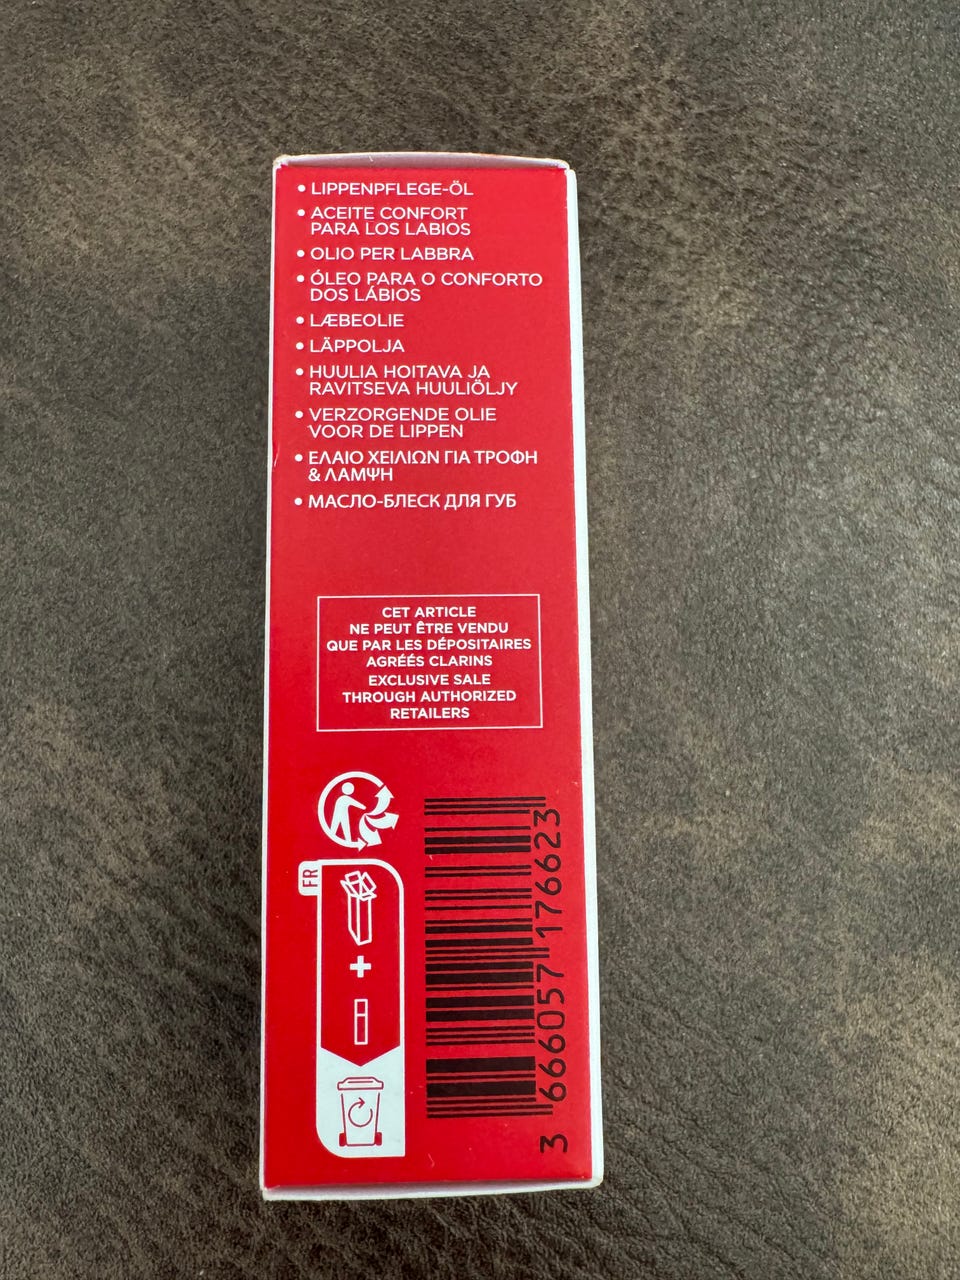 • LIPPENPFLEGE-ÖL
• ACEITE CONFORT
PARA LOS LABIOS
• OLIO PER LABBRA
• ÓLEO PARA O CONFORTO
DOS LÁBIOS
• LÆBEOLIE
• LÄPPOLJA
• HUULIA HOITAVA JA
RAVITSEVA HUULIÖLJY
• VERZORGENDE OLIE
VOOR DE LIPPEN
• ΕΛΑΙΟ ΧΕΙΛΙΩΝ ΓΙΑ ΤΡΟΦΗ
& ΛΑΜΨΗ
• МАСЛО-БЛЕСК ДЛЯ ГУБ
CET ARTICLE
NE PEUT ÊTRE VENDU
QUE PAR LES DÉPOSITAIRES
AGRÉÉS CLARINS
EXCLUSIVE SALE
THROUGH AUTHORIZED
RETAILERS
FR
3 666057 176623